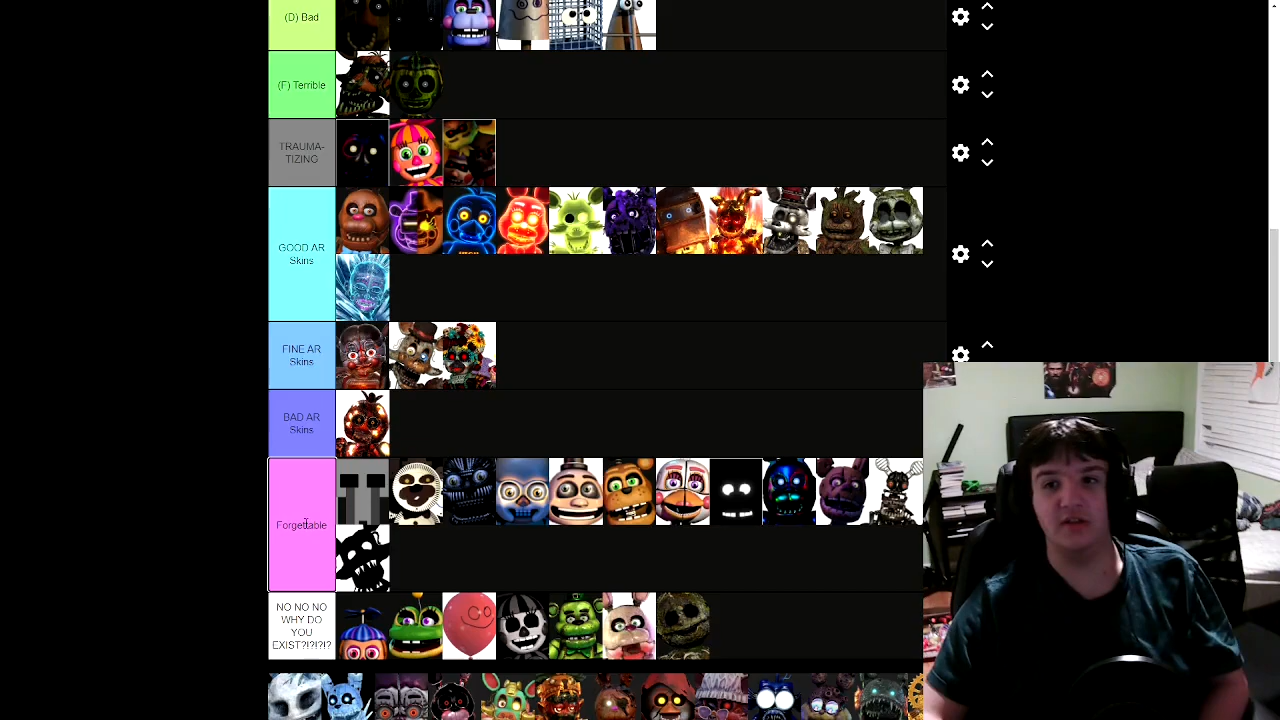 (D) Bad
(F) Terrible
TRAUMA-
TIZING
GOOD AR
Skins
FINE AR
Skins
BAD AR
Skins
Forgettable
NO NO NO
WHY DO
YOU
EXIST?!?!?!?